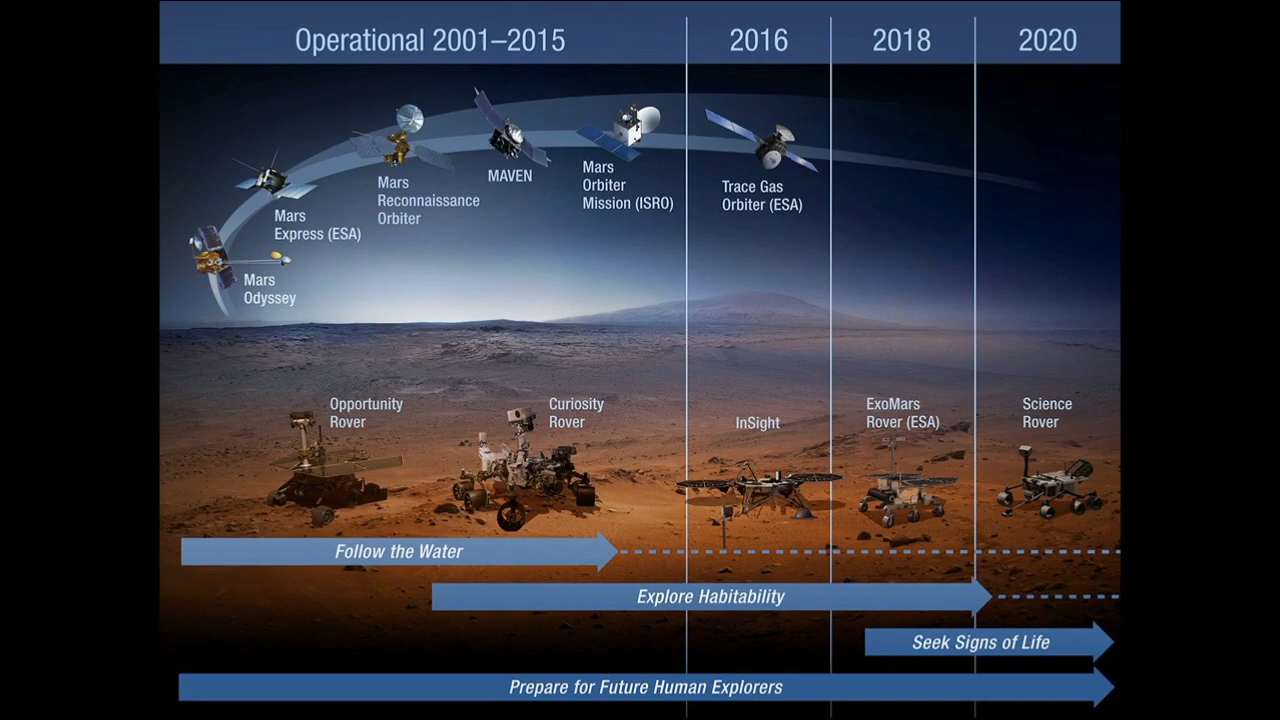 Operational 2001–2015
2016
2018
2020
Mars
Odyssey
Mars
Express (ESA)
Mars
Reconnaissance
Orbiter
MAVEN
Mars
Orbiter
Mission (ISRO)
Trace Gas
Orbiter (ESA)
Opportunity
Rover
Curiosity
Rover
InSight
ExoMars
Rover (ESA)
Science
Rover
Follow the Water
Explore Habitability
Seek Signs of Life
Prepare for Future Human Explorers